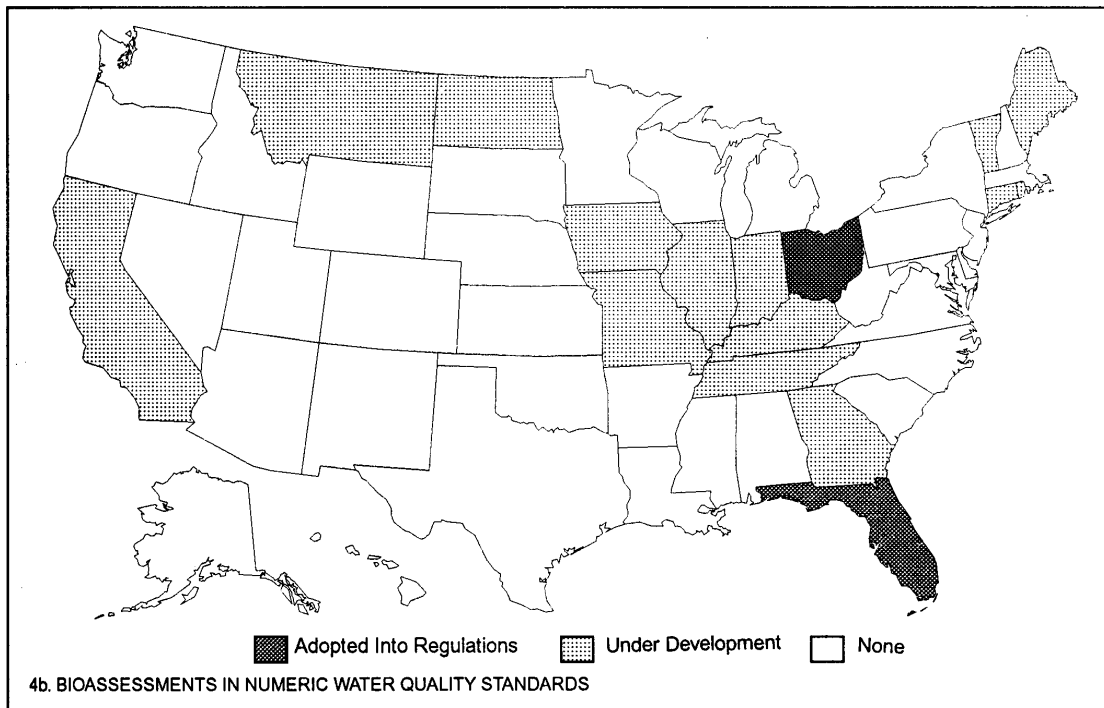 Adopted Into Regulations Under Development None
4b. BIOASSESSMENTS IN NUMERIC WATER QUALITY STANDARDS